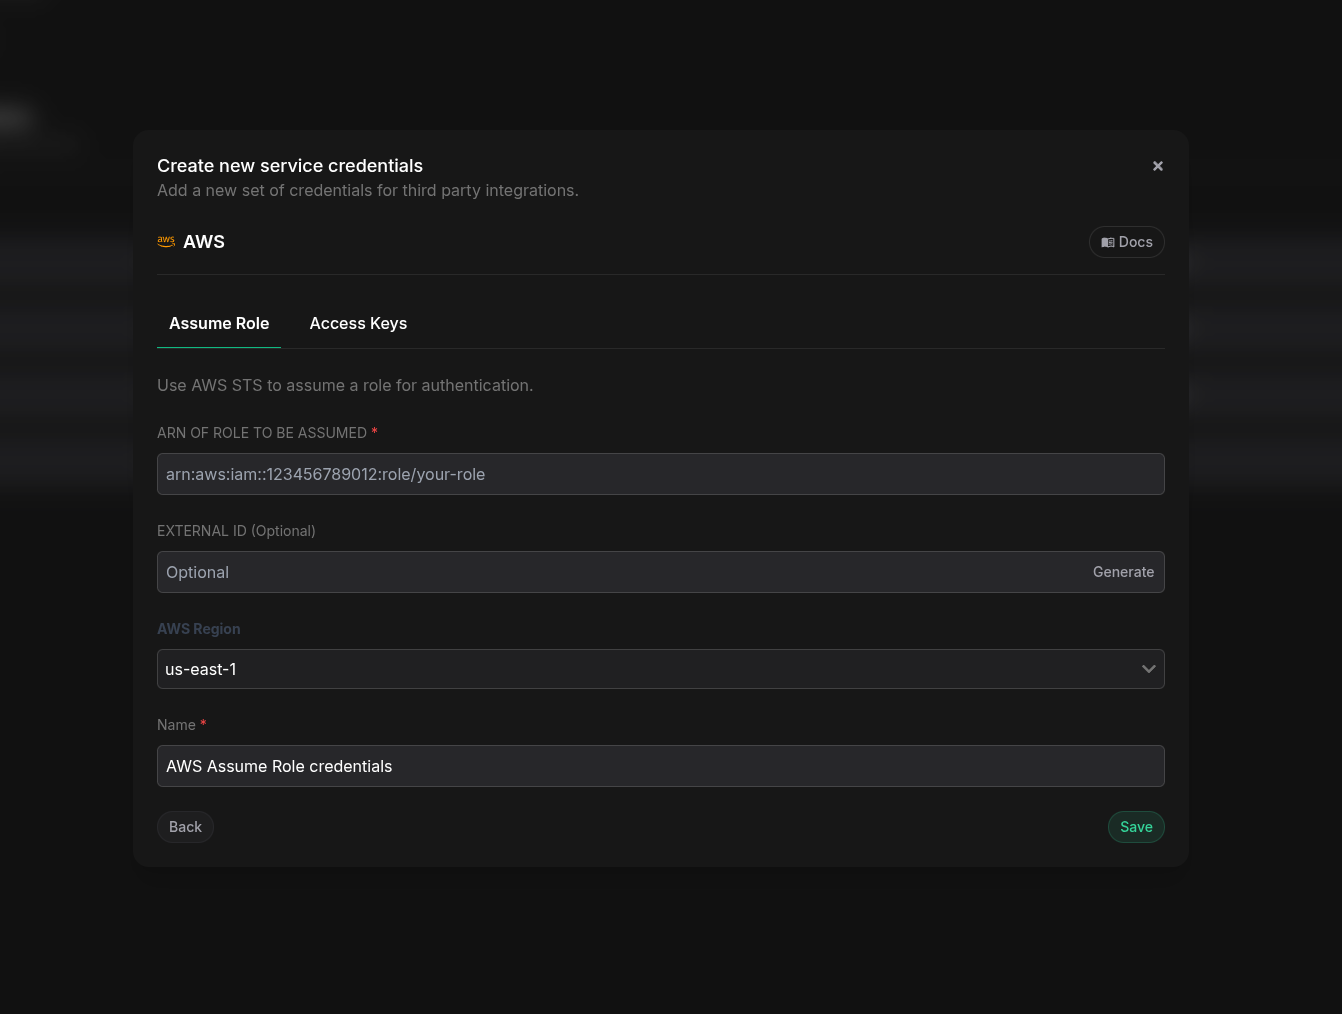 Create new service credentials
Add a new set of credentials for third party integrations.
aws AWS
Docs
Assume Role
Access Keys
Use AWS STS to assume a role for authentication.
ARN OF ROLE TO BE ASSUMED *
arn:aws:iam::123456789012:role/your-role
EXTERNAL ID (Optional)
Optional
Generate
AWS Region
us-east-1
Name *
AWS Assume Role credentials
Back
Save